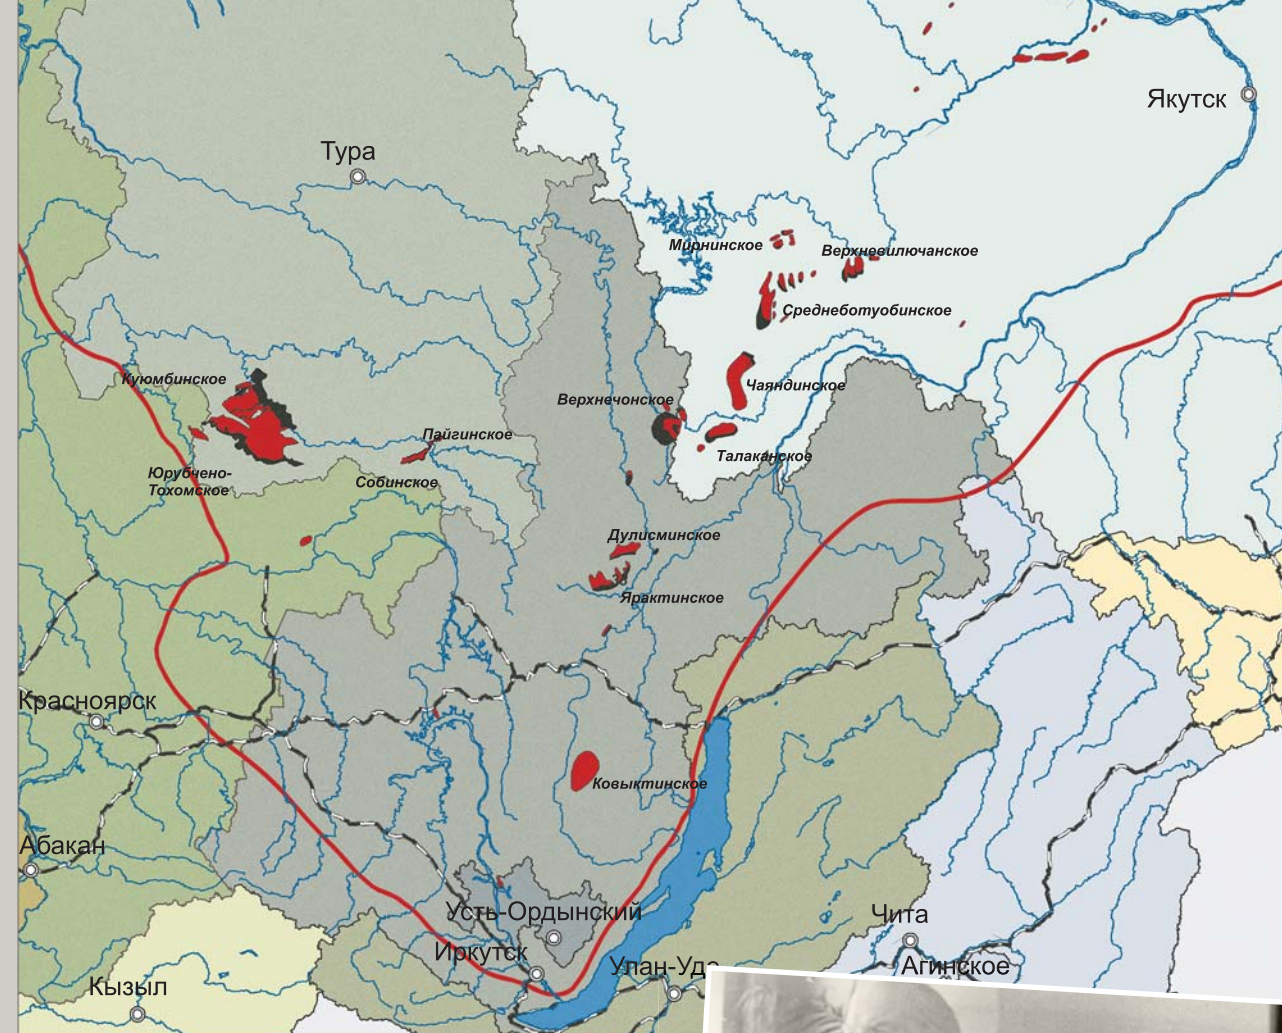 Якутск
Тура
Мирнинское
Верхневилючанское
Среднеботуобинское
Куюмбинское
Чаяндинское
Верхнечонское
Пайгинское
Талаканское
Юрубчено-
Тохомское
Собинское
Дулисминское
Ярактинское
Красноярск
Ковыктинское
Абакан
Усть-Ордынский
Чита
Иркутск
Улан-Удэ
Агинское
Кызыл